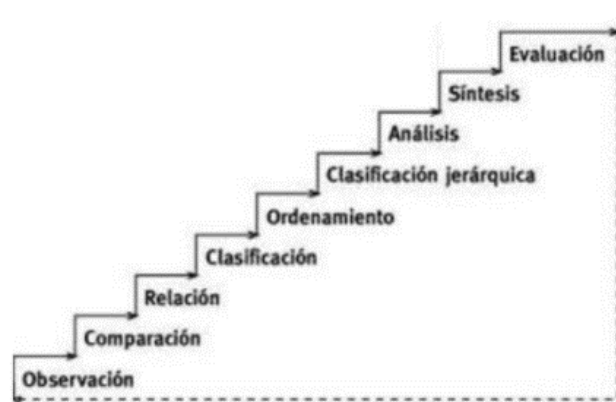 Evaluación
Síntesis
Análisis
Clasificación jerárquica
Ordenamiento
Clasificación
Relación
Comparación
Observación